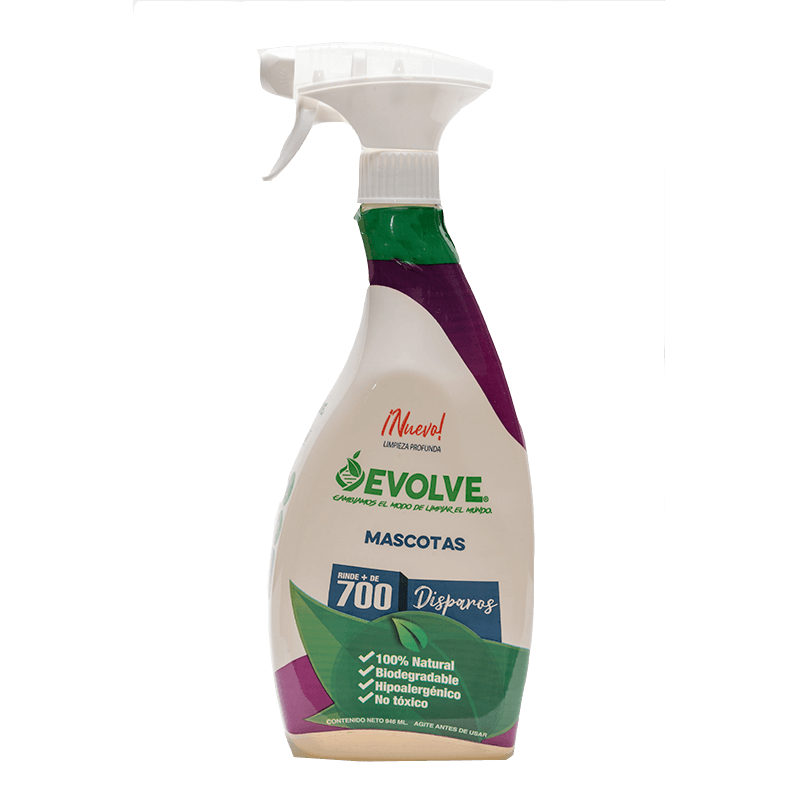 ¡Nuevo!
LIMPIEZA PROFUNDA
EVOLVE®
CAMBIAMOS EL MODO DE LIMPIAR EL MUNDO.
MASCOTAS
RINDE + DE
700 Disparos
100% Natural
Biodegradable
Hipoalergénico
No tóxico
CONTENIDO NETO 946 ML. AGITE ANTES DE USAR